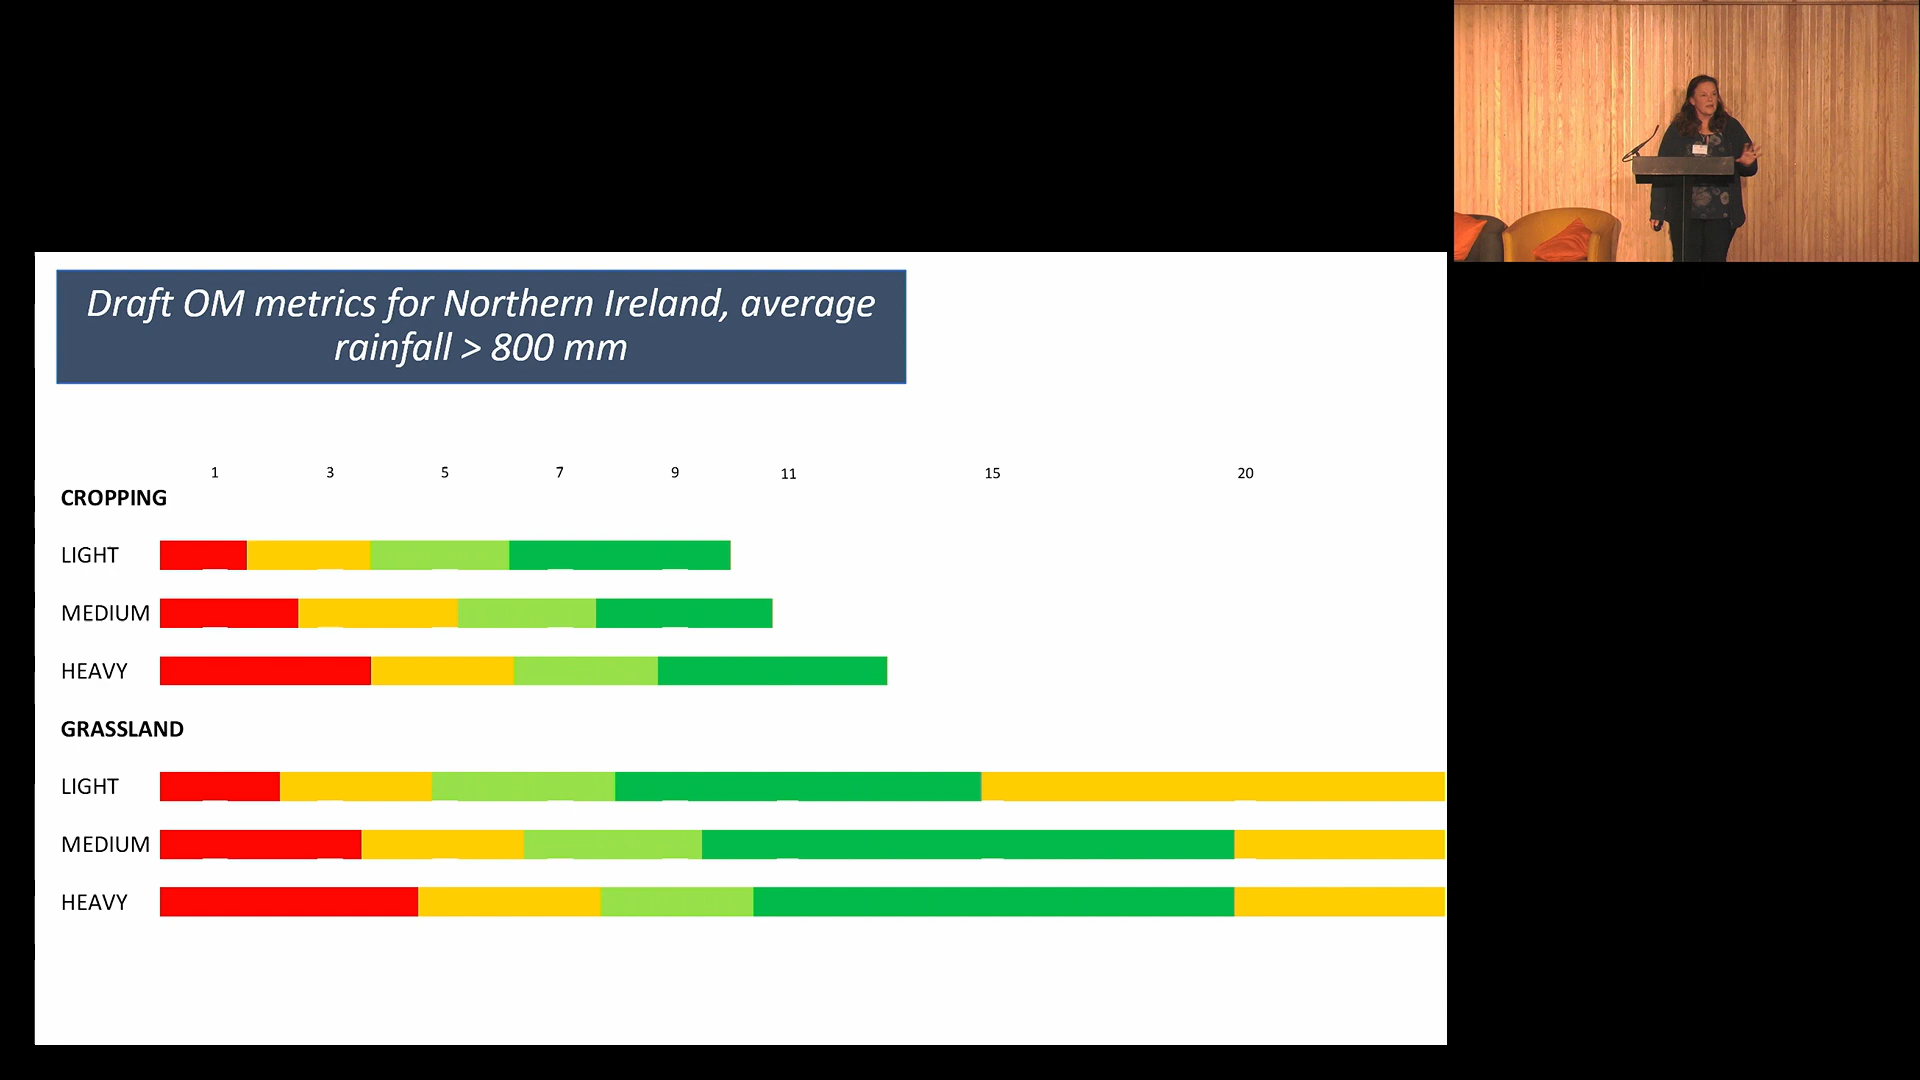 Draft OM metrics for Northern Ireland, average
rainfall > 800 mm
1 3 5 7 9 11 15 20
CROPPING
LIGHT
MEDIUM
HEAVY
GRASSLAND
LIGHT
MEDIUM
HEAVY